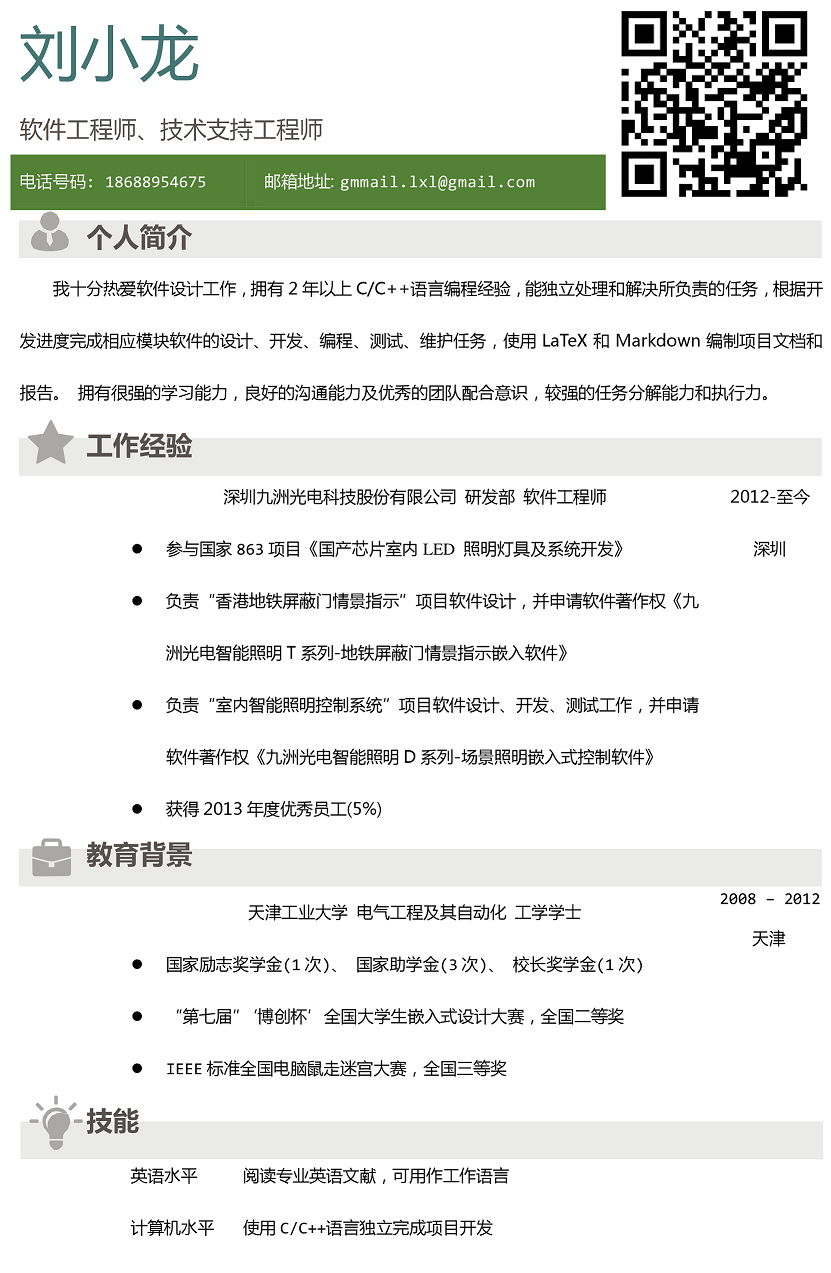 刘小龙
软件工程师、技术支持工程师
电话号码: 18688954675 邮箱地址: gmmail.lxl@gmail.com
个人简介
我十分热爱软件设计工作，拥有 2 年以上 C/C++语言编程经验，能独立处理和解决所负责的任务，根据开
发进度完成相应模块软件的设计、开发、编程、测试、维护任务，使用 LaTeX 和 Markdown 编制项目文档和
报告。 拥有很强的学习能力，良好的沟通能力及优秀的团队配合意识，较强的任务分解能力和执行力。
工作经验
深圳九洲光电科技股份有限公司 研发部 软件工程师 2012-至今
● 参与国家 863 项目《国产芯片室内 LED 照明灯具及系统开发》 深圳
● 负责“香港地铁屏蔽门情景指示”项目软件设计，并申请软件著作权《九
洲光电智能照明 T 系列-地铁屏蔽门情景指示嵌入软件》
● 负责“室内智能照明控制系统”项目软件设计、开发、测试工作，并申请
软件著作权《九洲光电智能照明 D 系列-场景照明嵌入式控制软件》
● 获得 2013 年度优秀员工(5%)
教育背景
2008 – 2012
天津工业大学 电气工程及其自动化 工学学士
天津
● 国家励志奖学金(1 次)、 国家助学金(3 次)、 校长奖学金(1 次)
● “第七届”‘博创杯’全国大学生嵌入式设计大赛，全国二等奖
● IEEE 标准全国电脑鼠走迷宫大赛，全国三等奖
技能
英语水平 阅读专业英语文献，可用作工作语言
计算机水平 使用 C/C++语言独立完成项目开发